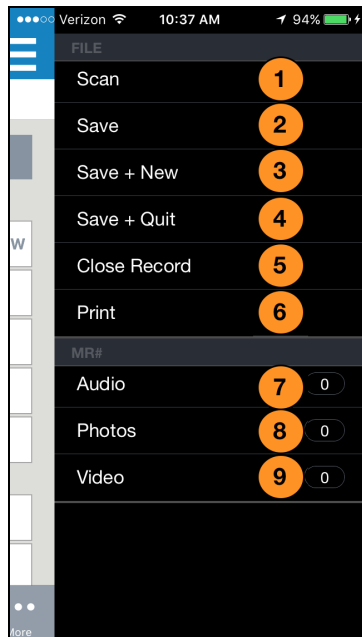 Verizon 10:37 AM 94%
FILE
Scan 1
Save 2
Save + New 3
Save + Quit 4
W
Close Record 5
Print 6
MR#
Audio 7 0
Photos 8 0
Video 9 0
More